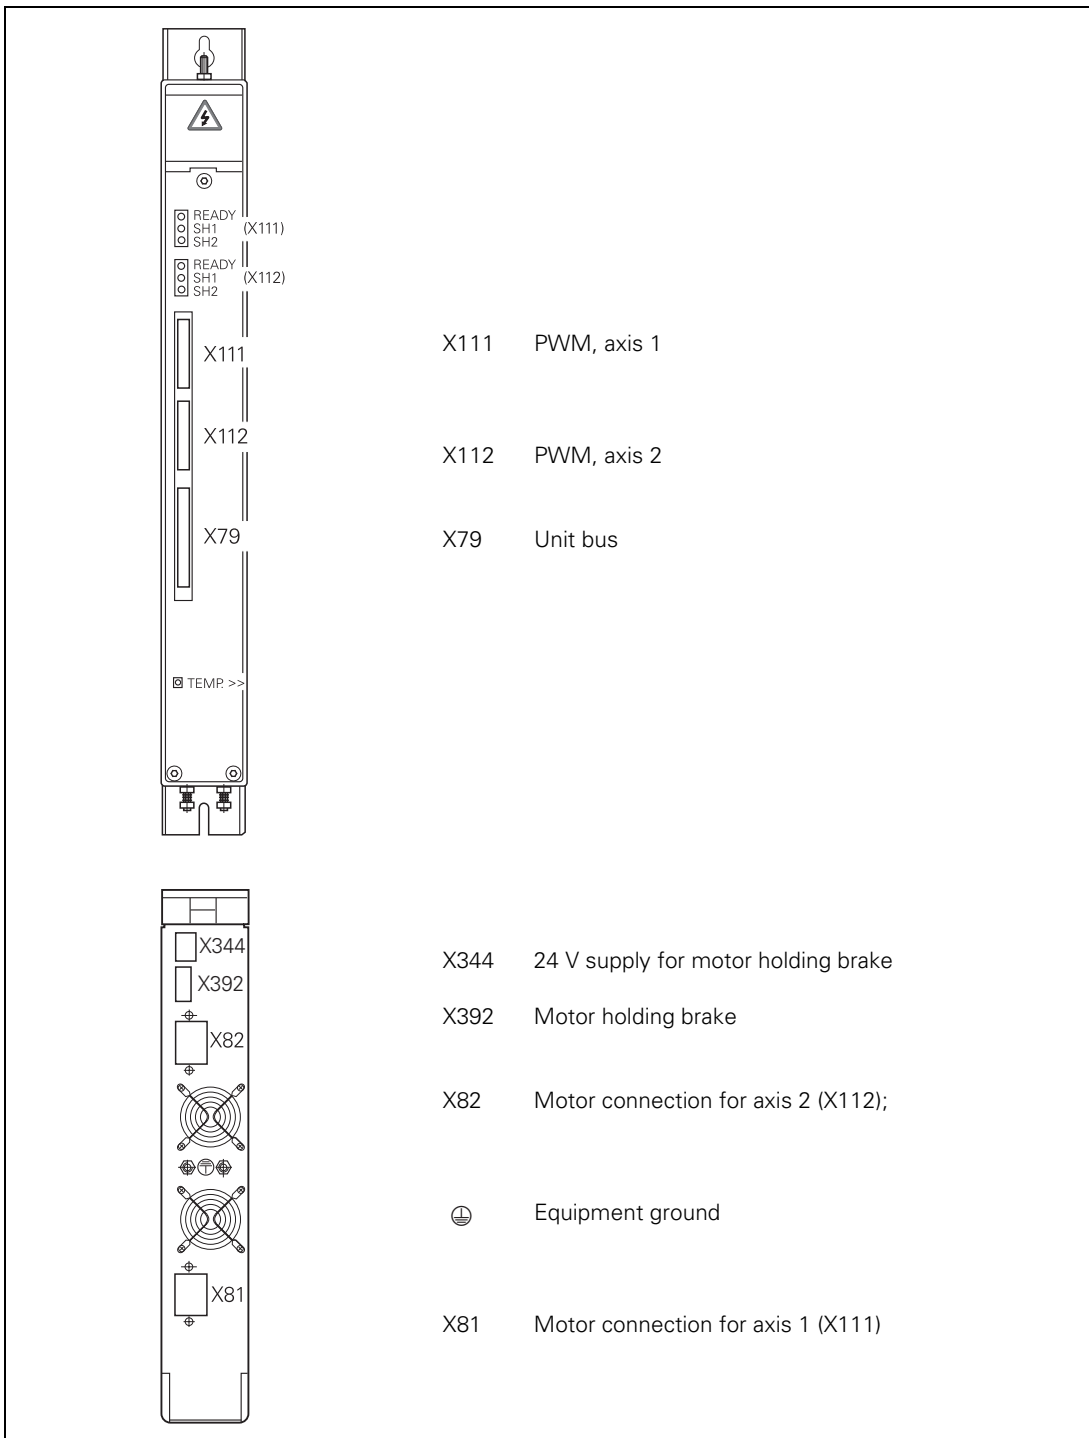 READY
SH1 (X111)
SH2
READY
SH1 (X112)
SH2
X111
X111 PWM, axis 1
X112
X112 PWM, axis 2
X79
X79 Unit bus
TEMP. >>
X344
X344 24 V supply for motor holding brake
X392
X392 Motor holding brake
X82
X82 Motor connection for axis 2 (X112);
Equipment ground
X81
X81 Motor connection for axis 1 (X111)